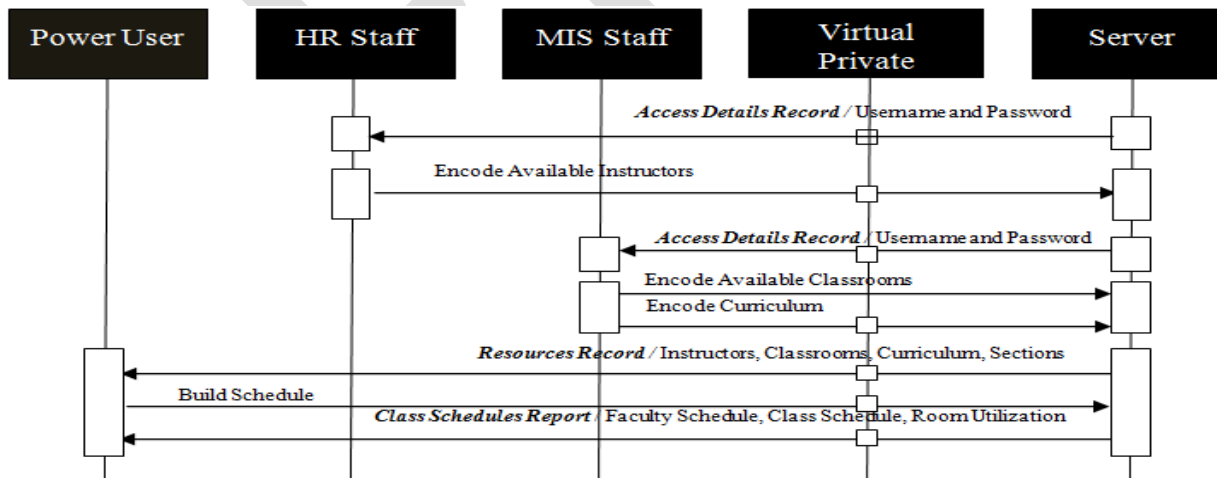 Power User
HR Staff
MIS Staff
Virtual
Private
Server
Access Details Record / Username and Password
Encode Available Instructors
Access Details Record / Username and Password
Encode Available Classrooms
Encode Curriculum
Resources Record / Instructors, Classrooms, Curriculum, Sections
Build Schedule
Class Schedules Report / Faculty Schedule, Class Schedule, Room Utilization